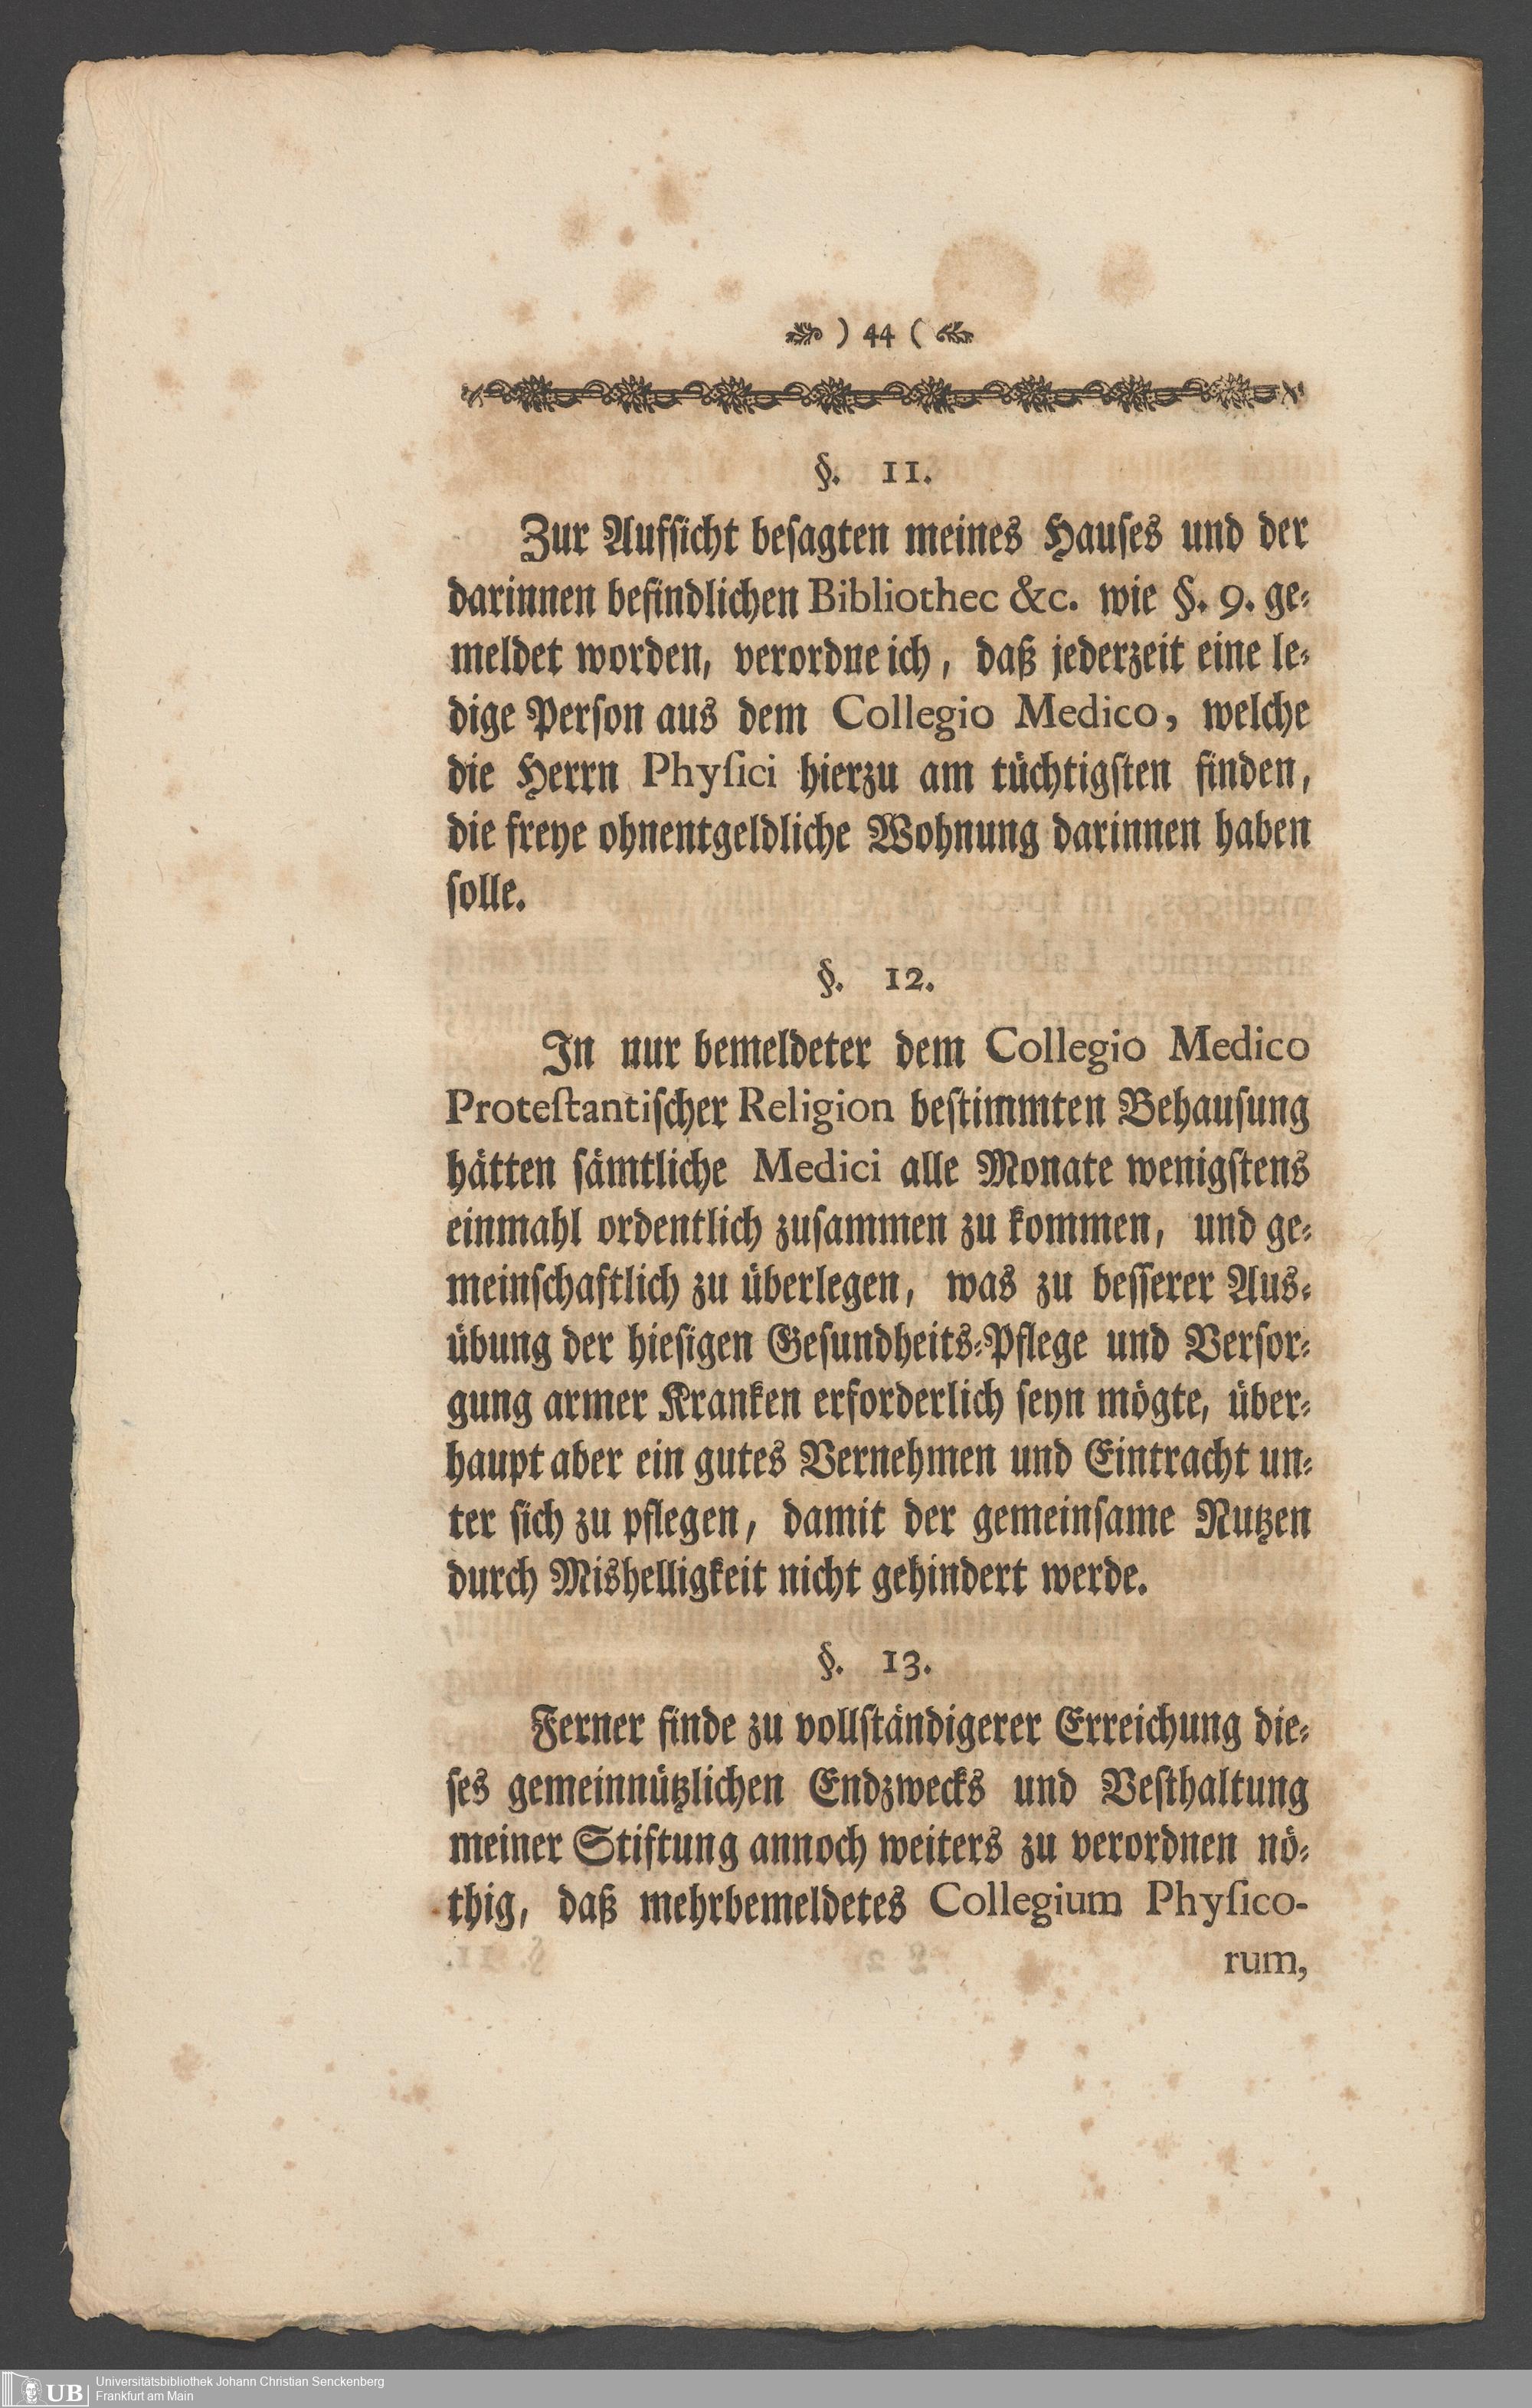 ) 44 (
§. 11.
Zur Aufsicht besagten meines Hauses und der
darinnen befindlichen Bibliothec &c. wie §. 9. ge-
meldet worden, verordne ich, daß jederzeit eine le-
dige Person aus dem Collegio Medico, welche
die Herrn Physici hierzu am tüchtigsten finden,
die freye ohnentgeldliche Wohnung darinnen haben
solle.
§. 12.
In nur bemeldeter dem Collegio Medico
Protestantischer Religion bestimmten Behausung
hätten sämtliche Medici alle Monate wenigstens
einmahl ordentlich zusammen zu kommen, und ge-
meinschaftlich zu überlegen, was zu besserer Aus-
übung der hiesigen Gesundheits-Pflege und Versor-
gung armer Kranken erforderlich seyn mögte, über-
haupt aber ein gutes Vernehmen und Eintracht un-
ter sich zu pflegen, damit der gemeinsame Nutzen
durch Mishelligkeit nicht gehindert werde.
§. 13.
Ferner finde zu vollständigerer Erreichung die-
ses gemeinnützlichen Endzwecks und Vesthaltung
meiner Stiftung annoch weiters zu verordnen nö-
thig, daß mehrbemeldetes Collegium Physico-
rum,
UB
Universitätsbibliothek Johann Christian Senckenberg
Frankfurt am Main